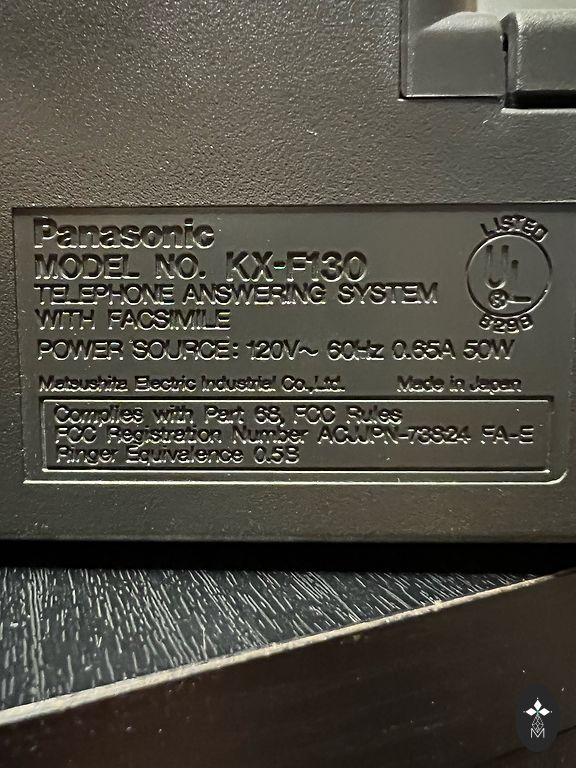 Panasonic
MODEL NO. KX-F130
TELEPHONE ANSWERING SYSTEM
WITH FACSIMILE
POWER SOURCE: 120V~ 60Hz 0.65A 50W
Matsushita Electric Industrial Co.,Ltd. Made in Japan
LISTED
UL
829B
Complies with Part 68, FCC Rules
FCC Registration Number ACJJPN-73824 FA-E
Ringer Equivalence 0.5B
M